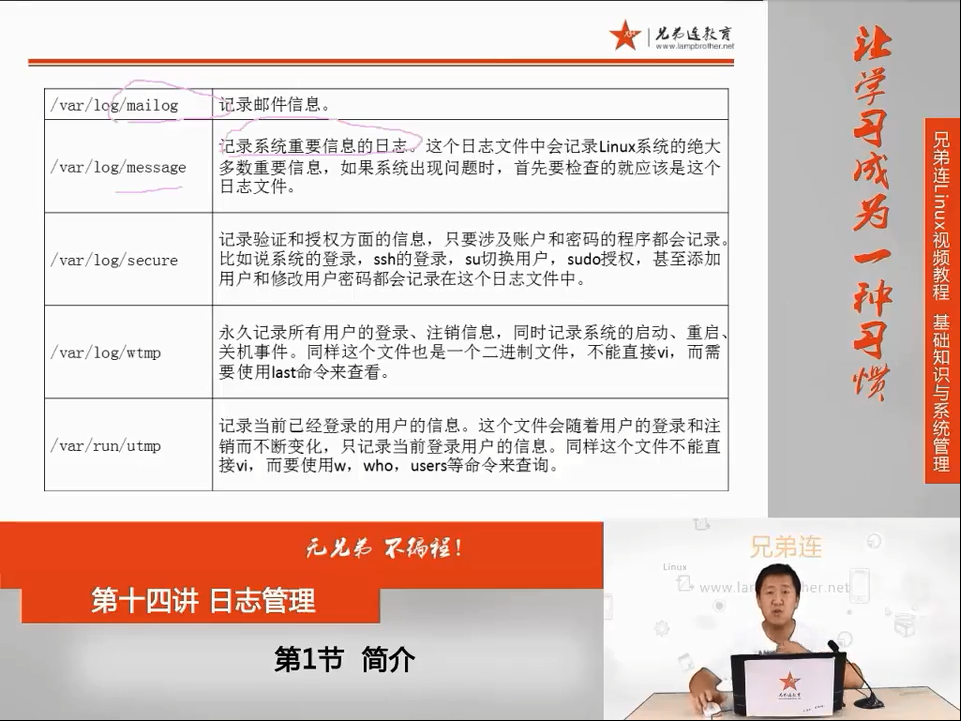 兄弟连教育
www.lampbrother.net
/var/log/mailog
记录邮件信息。
/var/log/message
记录系统重要信息的日志。这个日志文件中会记录Linux系统的绝大
多数重要信息，如果系统出现问题时，首先要检查的就应该是这个
日志文件。
/var/log/secure
记录验证和授权方面的信息，只要涉及账户和密码的程序都会记录。
比如说系统的登录，ssh的登录，su切换用户，sudo授权，甚至添加
用户和修改用户密码都会记录在这个日志文件中。
/var/log/wtmp
永久记录所有用户的登录、注销信息，同时记录系统的启动、重启、
关机事件。同样这个文件也是一个二进制文件，不能直接vi，而需
要使用last命令来查看。
/var/run/utmp
记录当前已经登录的用户的信息。这个文件会随着用户的登录和注
销而不断变化，只记录当前登录用户的信息。同样这个文件不能直
接vi，而要使用w，who，users等命令来查询。
让学习成为一种习惯
兄弟连Linux视频教程 基础知识与系统管理
无兄弟 不编程！
第十四讲 日志管理
第1节 简介
兄弟连
Linux
兄弟连教育